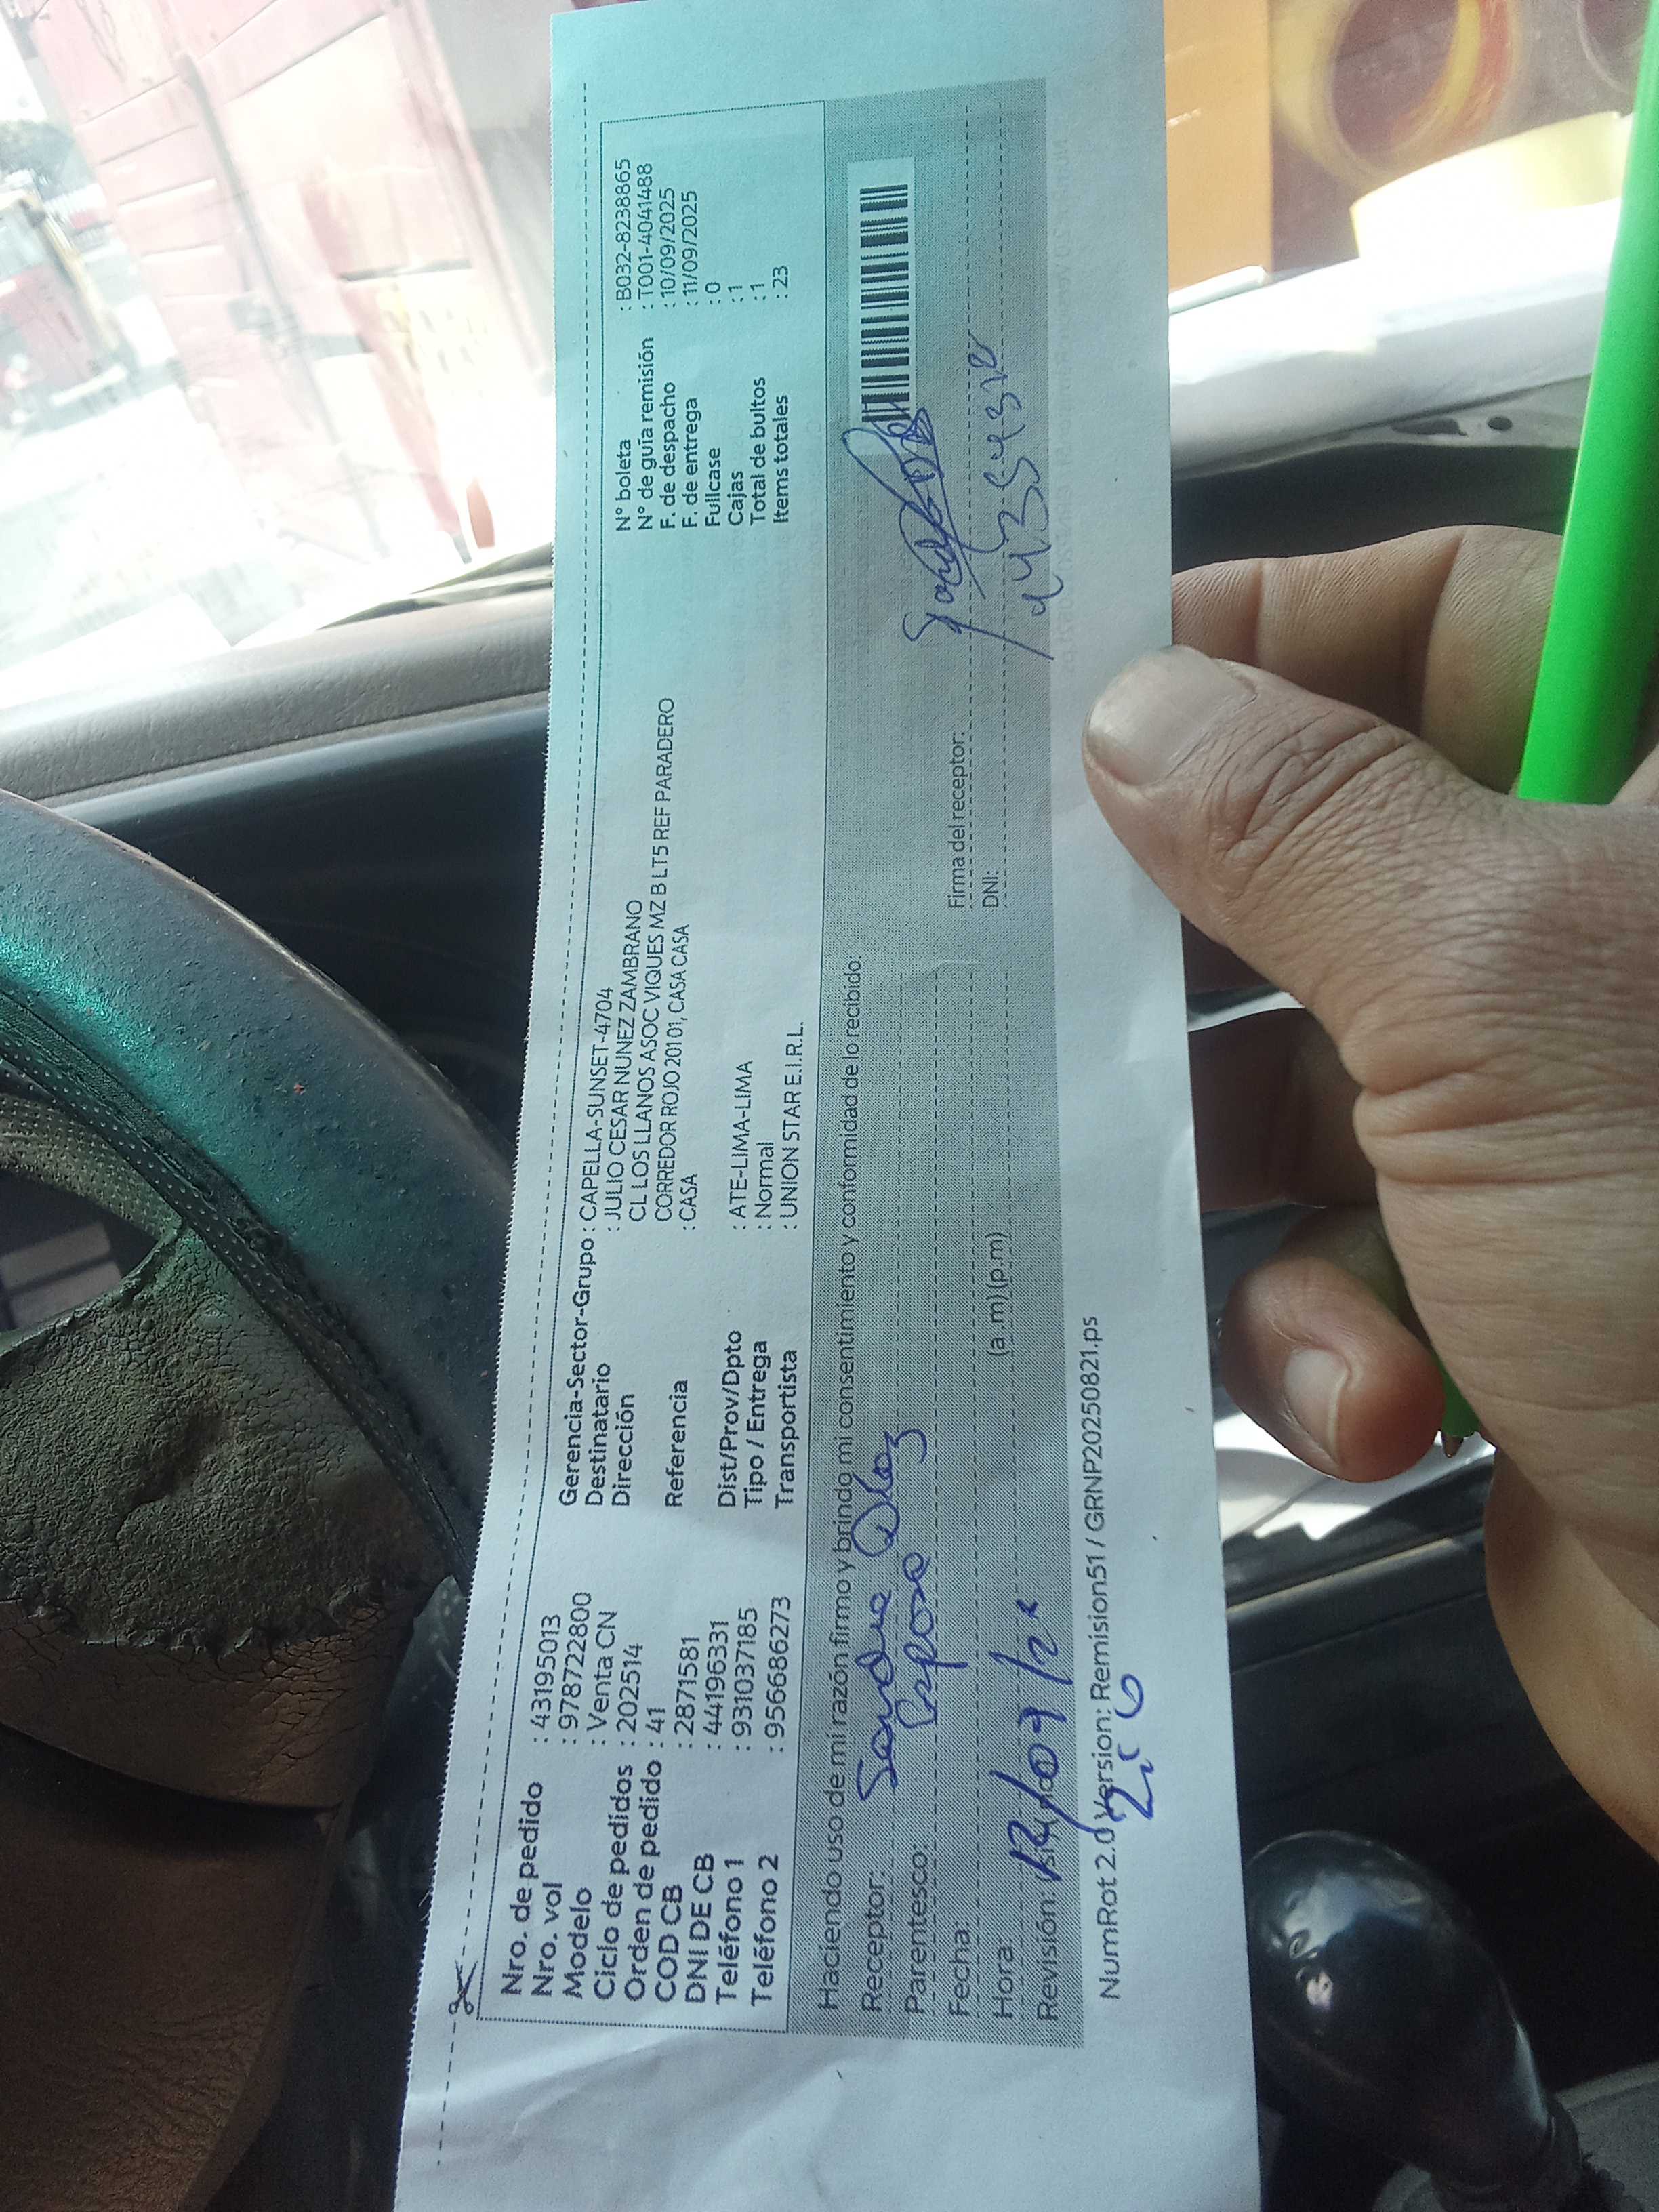 Nro. de pedido : 43195013
Nro. vol : 9787722800
Modelo : Venta CN
Ciclo de pedidos : 202514
Orden de pedido : 41
COD CB : 2871581
DNI DE CB : 44196331
Teléfono 1 : 931037185
Teléfono 2 : 956686273
Gerencia-Sector-Grupo : CAPELLA-SUNSET-4704
Destinatario : JULIO CESAR NUNEZ ZAMBRANO
Dirección CL LOS LLANOS ASOC VIQUES MZ B LT5 REF PARADERO
CORREDOR ROJO 201 01, CASA CASA
Referencia : CASA
Dist/Prov/Dpto : ATE-LIMA-LIMA
Tipo / Entrega : Normal
Transportista : UNION STAR E.I.R.L.
N° boleta : B032-8238865
N° de guía remisión : T001-4041488
F. de despacho : 10/09/2025
F. de entrega : 11/09/2025
Fullcase : 0
Cajas : 1
Total de bultos : 1
Items totales : 23
Haciendo uso de mi razón firmo y brindo mi consentimiento y conformidad de lo recibido:
Receptor:
Parentesco: Esposa
Fecha:
Hora: (a.m) (p.m)
Revisión:
Firma del receptor:
DNI:
NumRot 2.0 Version: Remision51 / GRNP20250821.ps